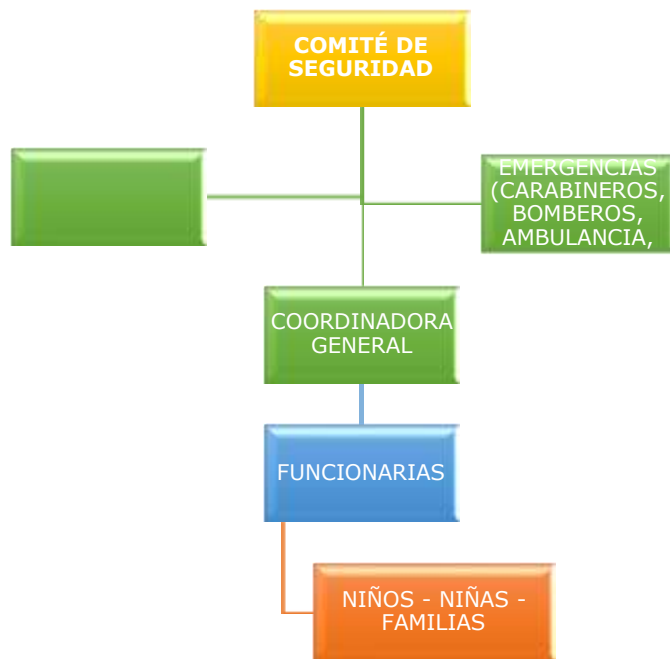 COMITÉ DE
SEGURIDAD
EMERGENCIAS
(CARABINEROS,
BOMBEROS,
AMBULANCIA,
COORDINADORA
GENERAL
FUNCIONARIAS
NIÑOS - NIÑAS -
FAMILIAS